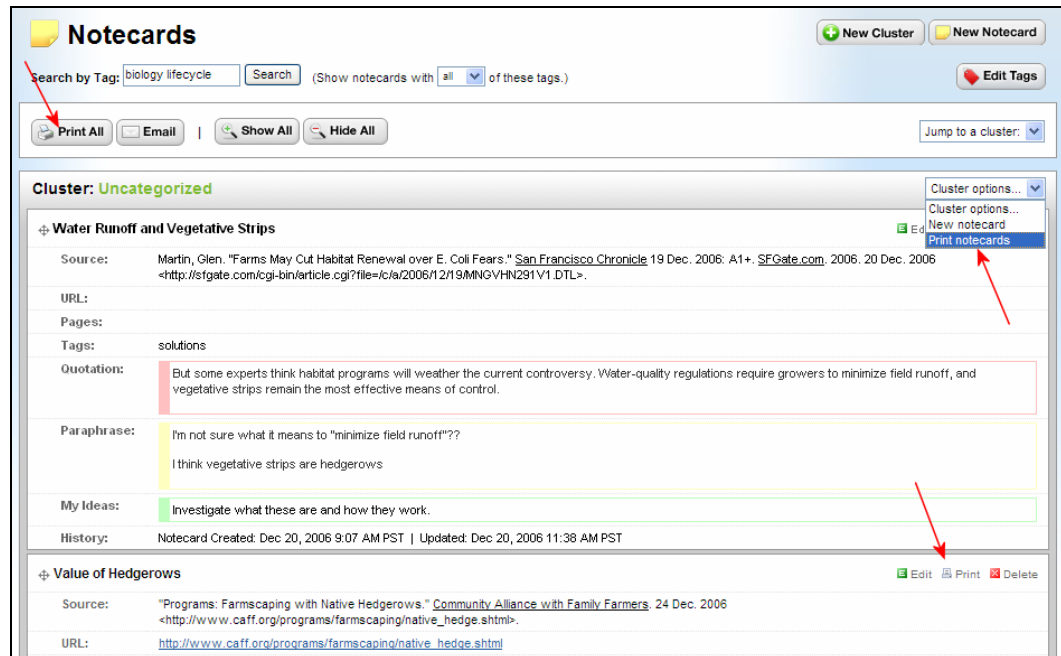 Notecards
New Cluster
New Notecard
Search by Tag: biology lifecycle Search (Show notecards with all of these tags.)
Edit Tags
Print All Email | Show All Hide All
Jump to a cluster:
Cluster: Uncategorized
Cluster options...
Cluster options...
New notecard
Print notecards
Water Runoff and Vegetative Strips
Source: Martin, Glen. "Farms May Cut Habitat Renewal over E. Coli Fears." San Francisco Chronicle 19 Dec. 2006: A1+. SFGate.com. 2006. 20 Dec. 2006
<http://sfgate.com/cgi-bin/article.cgi?file=/c/a/2006/12/19/MNGVHN291V1.DTL>.
URL:
Pages:
Tags: solutions
Quotation: But some experts think habitat programs will weather the current controversy. Water-quality regulations require growers to minimize field runoff, and
vegetative strips remain the most effective means of control.
Paraphrase: I'm not sure what it means to "minimize field runoff"??
I think vegetative strips are hedgerows
My Ideas: Investigate what these are and how they work.
History: Notecard Created: Dec 20, 2006 9:07 AM PST | Updated: Dec 20, 2006 11:38 AM PST
Value of Hedgerows
Edit Print Delete
Source: "Programs: Farmscaping with Native Hedgerows." Community Alliance with Family Farmers. 24 Dec. 2006
<http://www.caff.org/programs/farmscaping/native_hedge.shtml>.
URL: http://www.caff.org/programs/farmscaping/native_hedge.shtml